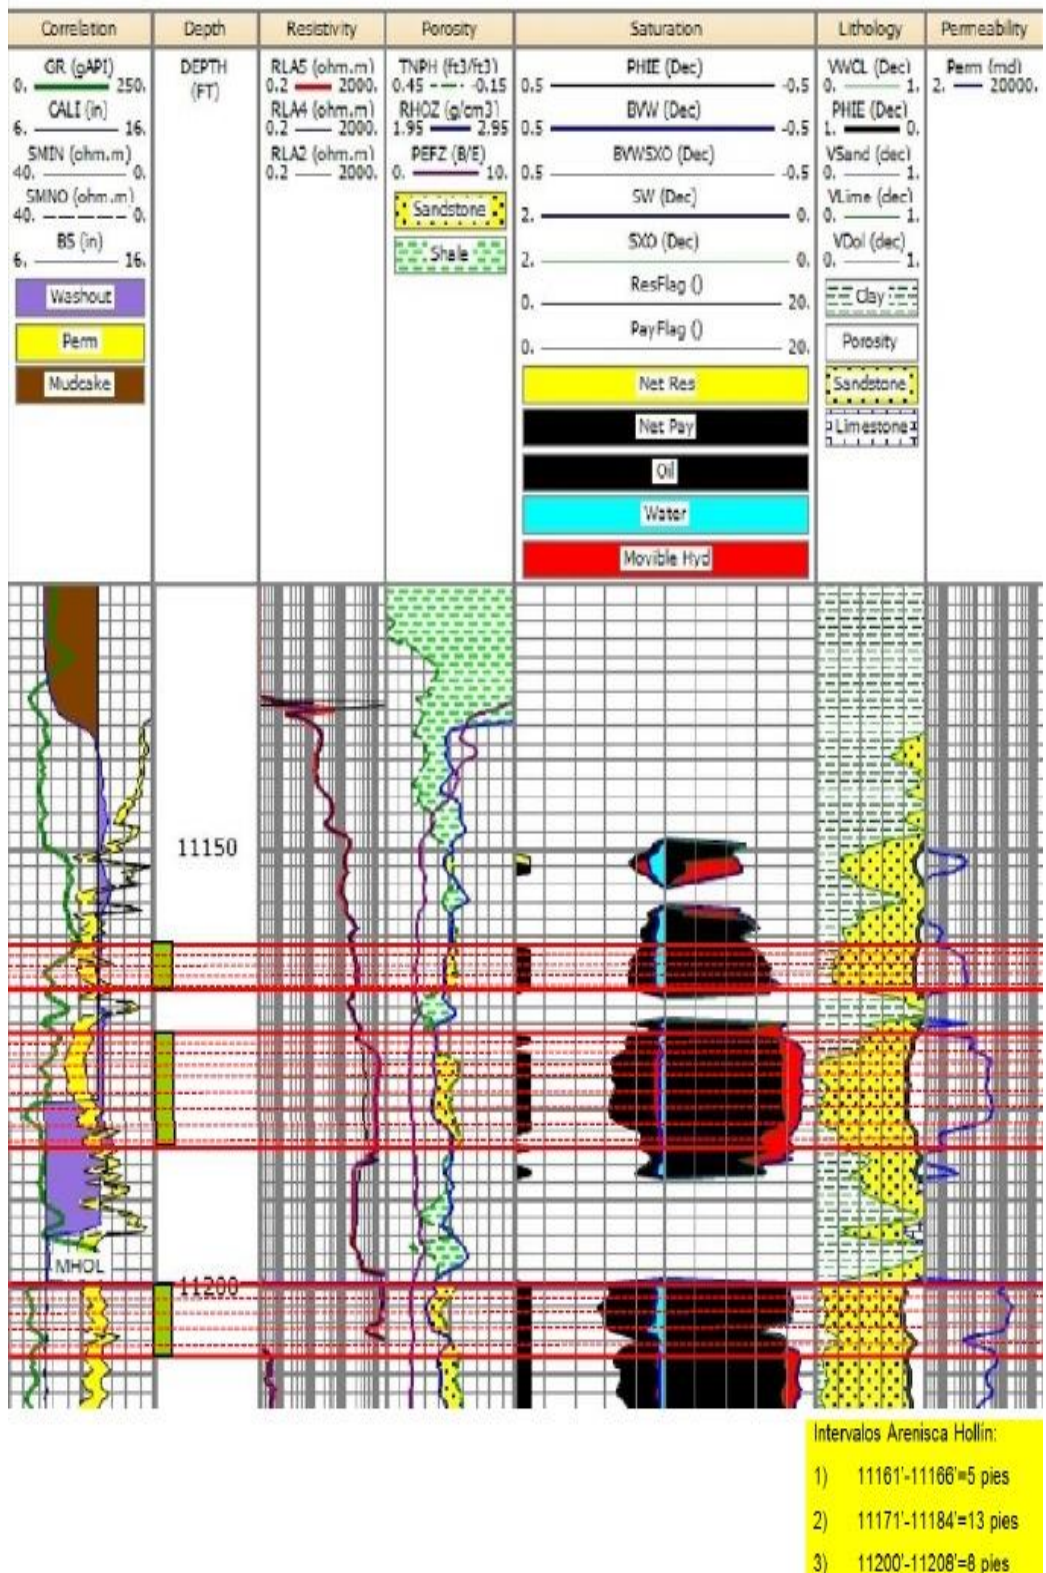 Correlation Depth Resistivity Porosity Saturation Lithology Permeability
GR (gAPI)
0. 250.
CALI (in)
6. 16.
SMIN (ohm.m)
40. 0.
SMNO (ohm.m)
40. 0.
BS (in)
6. 16.
Washout
Perm
Mudcake
DEPTH
(FT)
RLA5 (ohm.m)
0.2 2000.
RLA4 (ohm.m)
0.2 2000.
RLA2 (ohm.m)
0.2 2000.
TNPH (ft3/ft3)
0.45 -0.15
RHOZ (g/cm3)
1.95 2.95
PEFZ (B/E)
0. 10.
Sandstone
Shale
PHIE (Dec)
0.5 -0.5
BVW (Dec)
0.5 -0.5
BVWSXO (Dec)
0.5 -0.5
SW (Dec)
2. 0.
SXO (Dec)
2. 0.
ResFlag ()
0. 20.
PayFlag ()
0. 20.
Net Res
Net Pay
Oil
Water
Movible Hyd
VWCL (Dec)
0. 1.
PHIE (Dec)
1. 0.
VSand (dec)
0. 1.
VLime (dec)
0. 1.
VDol (dec)
0. 1.
Clay
Porosity
Sandstone
Limestone
Perm (md)
2. 20000.
11150
MHOL
11200
Intervalos Arenisca Hollín:
1) 11161'-11166'=5 pies
2) 11171'-11184'=13 pies
3) 11200'-11208'=8 pies